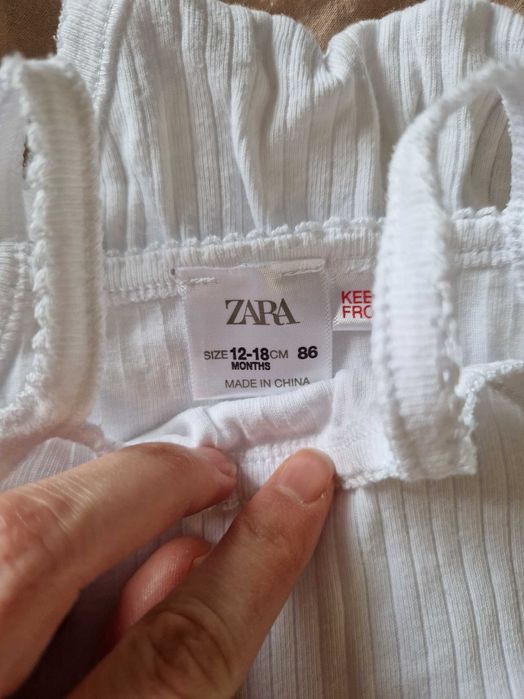 ZARA
SIZE 12-18 CM 86
MONTHS
MADE IN CHINA
KEE
FRO